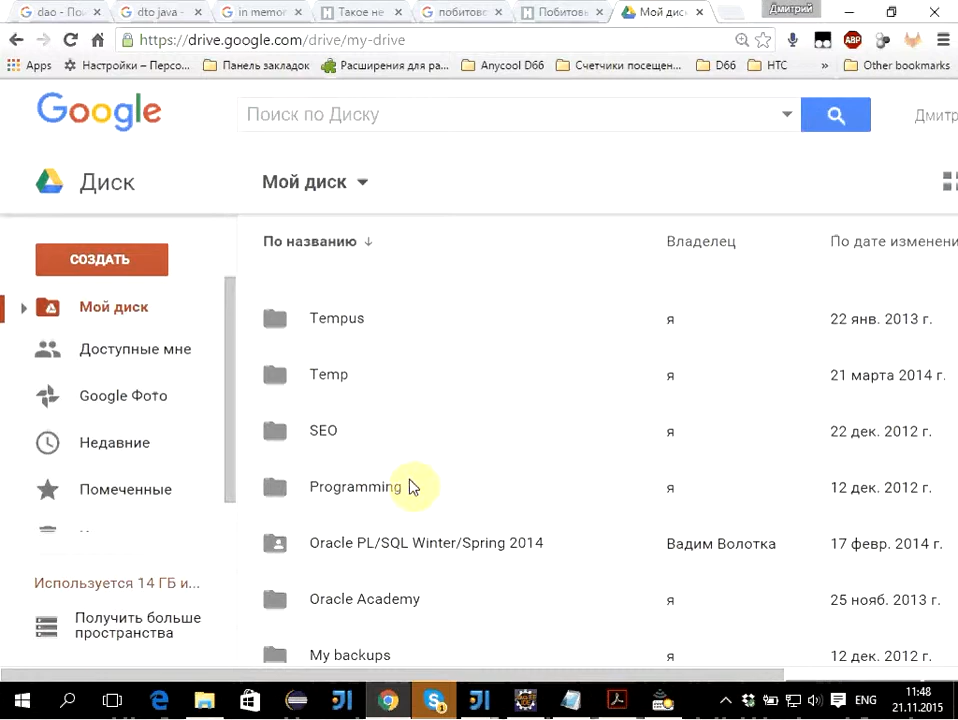 dao - Пои
dto java -
in memor
Такое не
побитово
Побитовы
Мой диск
Дмитрий
https://drive.google.com/drive/my-drive
ABP
Apps
Настройки – Персо...
Панель закладок
Расширения для ра...
Anycool D66
Счетчики посещен...
D66
HTC
»
Other bookmarks
Google
Поиск по Диску
Дмитр
Диск
Мой диск
По названию
Владелец
По дате изменени
СОЗДАТЬ
Мой диск
Доступные мне
Google Фото
Недавние
Помеченные
Используется 14 ГБ и...
Получить больше
пространства
Tempus
я
22 янв. 2013 г.
Temp
я
21 марта 2014 г.
SEO
я
22 дек. 2012 г.
Programming
я
12 дек. 2012 г.
Oracle PL/SQL Winter/Spring 2014
Вадим Волотка
17 февр. 2014 г.
Oracle Academy
я
25 нояб. 2013 г.
My backups
я
12 дек. 2012 г.
ENG
11:48
21.11.2015